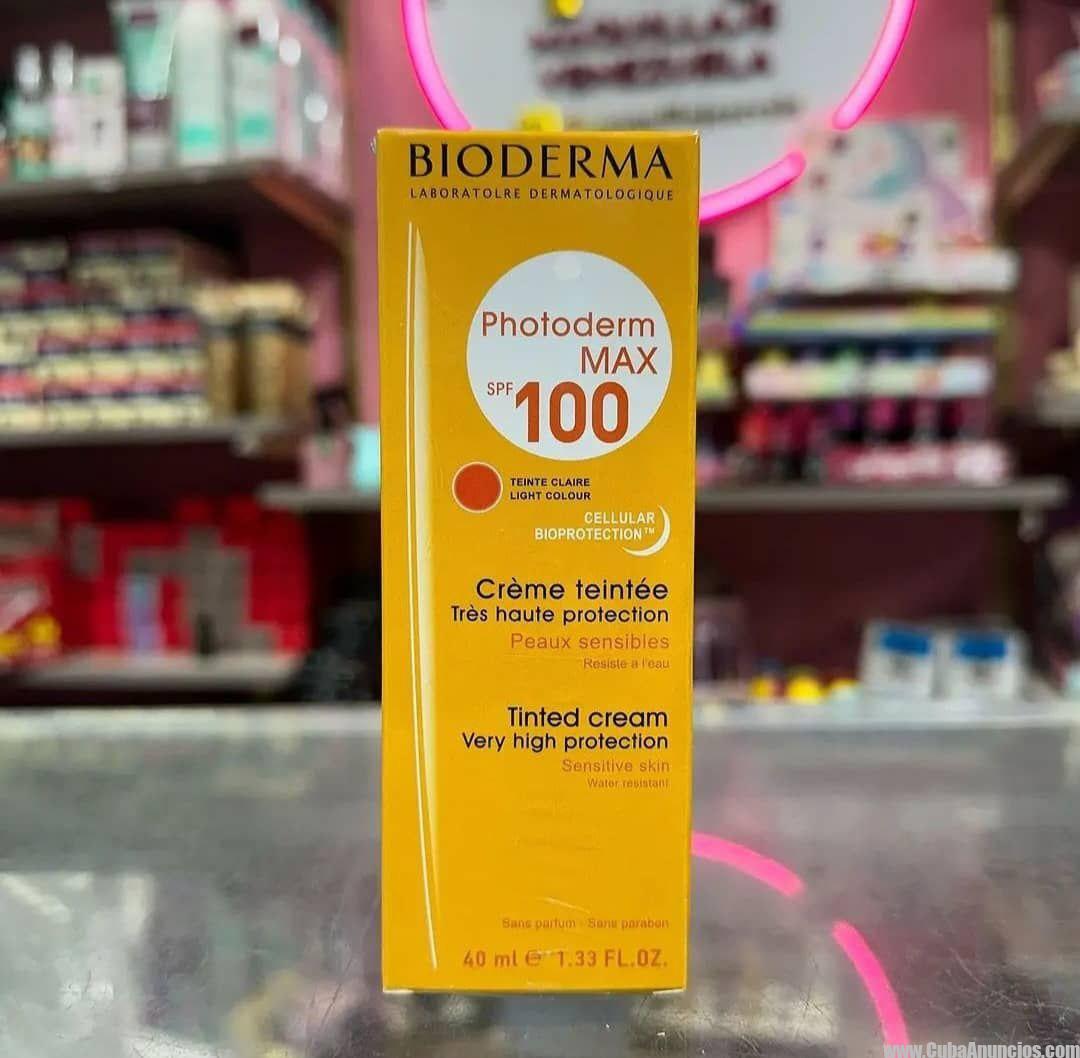 MAQUILLAJE
VENEZUELA
BIODERMA
LABORATOLRE DERMATOLOGIQUE
Photoderm
MAX
SPF 100
TEINTE CLAIRE
LIGHT COLOUR
CELLULAR
BIOPROTECTION™
Crème teintée
Très haute protection
Peaux sensibles
Resiste a l'eau
Tinted cream
Very high protection
Sensitive skin
Water resistant
Sans parfum - Sans paraben
40 ml e 1.33 FL.OZ.
www.CubaAnuncios.com